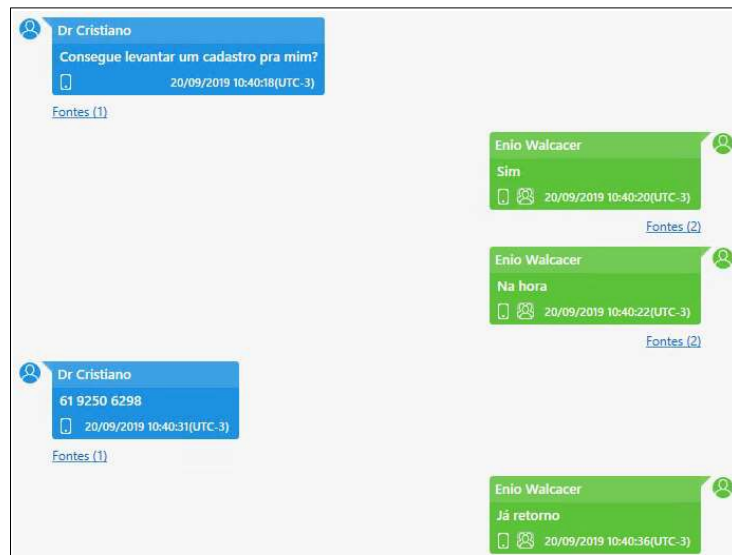 Dr Cristiano
Consegue levantar um cadastro pra mim?
20/09/2019 10:40:18(UTC-3)
Fontes (1)
Enio Walcacer
Sim
20/09/2019 10:40:20(UTC-3)
Fontes (2)
Enio Walcacer
Na hora
20/09/2019 10:40:22(UTC-3)
Fontes (2)
Dr Cristiano
61 9250 6298
20/09/2019 10:40:31(UTC-3)
Fontes (1)
Enio Walcacer
Já retorno
20/09/2019 10:40:36(UTC-3)